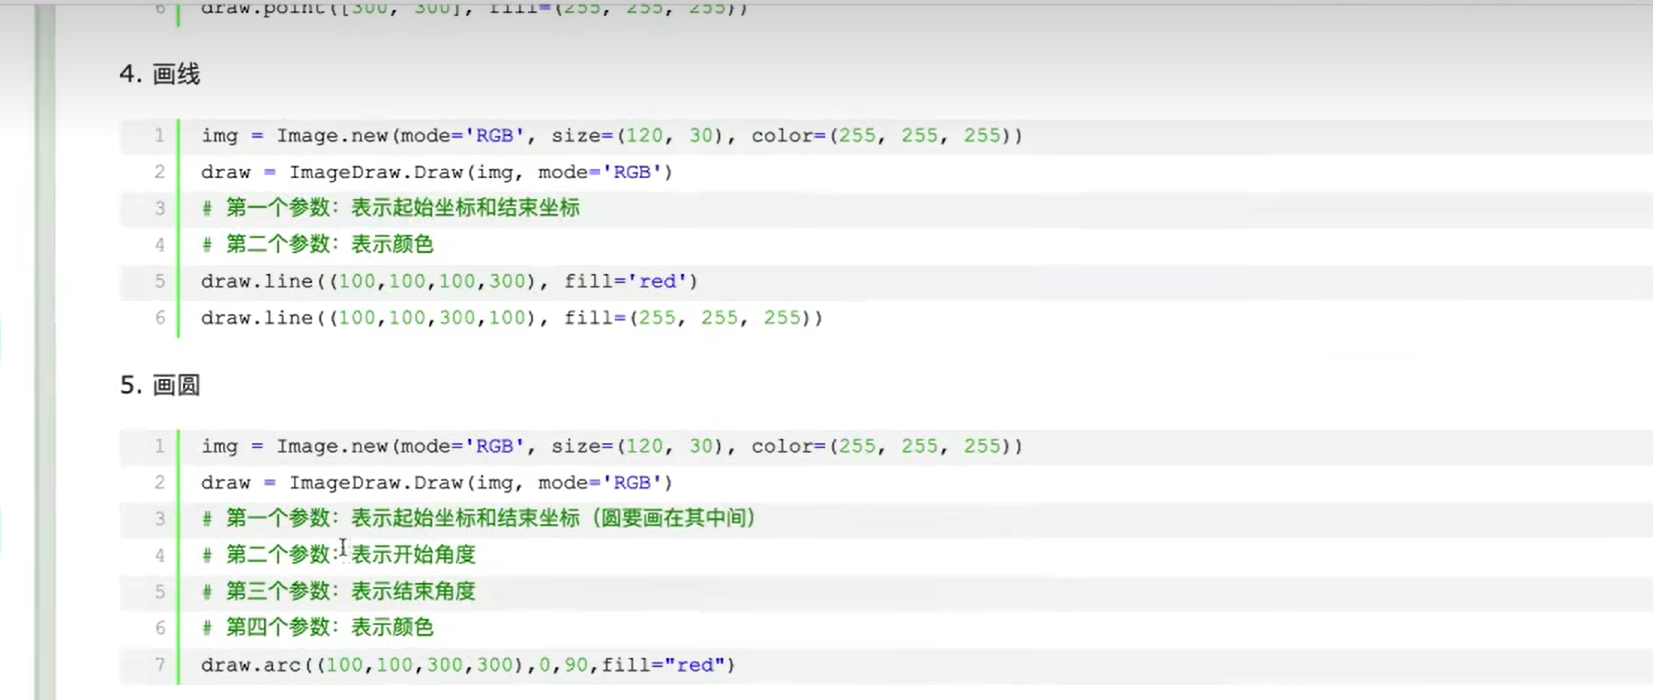 6 draw.point([300, 300], fill=(255, 255, 255))
4. 画线
1 img = Image.new(mode='RGB', size=(120, 30), color=(255, 255, 255))
2 draw = ImageDraw.Draw(img, mode='RGB')
3 # 第一个参数：表示起始坐标和结束坐标
4 # 第二个参数：表示颜色
5 draw.line((100,100,100,300), fill='red')
6 draw.line((100,100,300,100), fill=(255, 255, 255))
5. 画圆
1 img = Image.new(mode='RGB', size=(120, 30), color=(255, 255, 255))
2 draw = ImageDraw.Draw(img, mode='RGB')
3 # 第一个参数：表示起始坐标和结束坐标（圆要画在其中间）
4 # 第二个参数：表示开始角度
5 # 第三个参数：表示结束角度
6 # 第四个参数：表示颜色
7 draw.arc((100,100,300,300),0,90,fill="red")